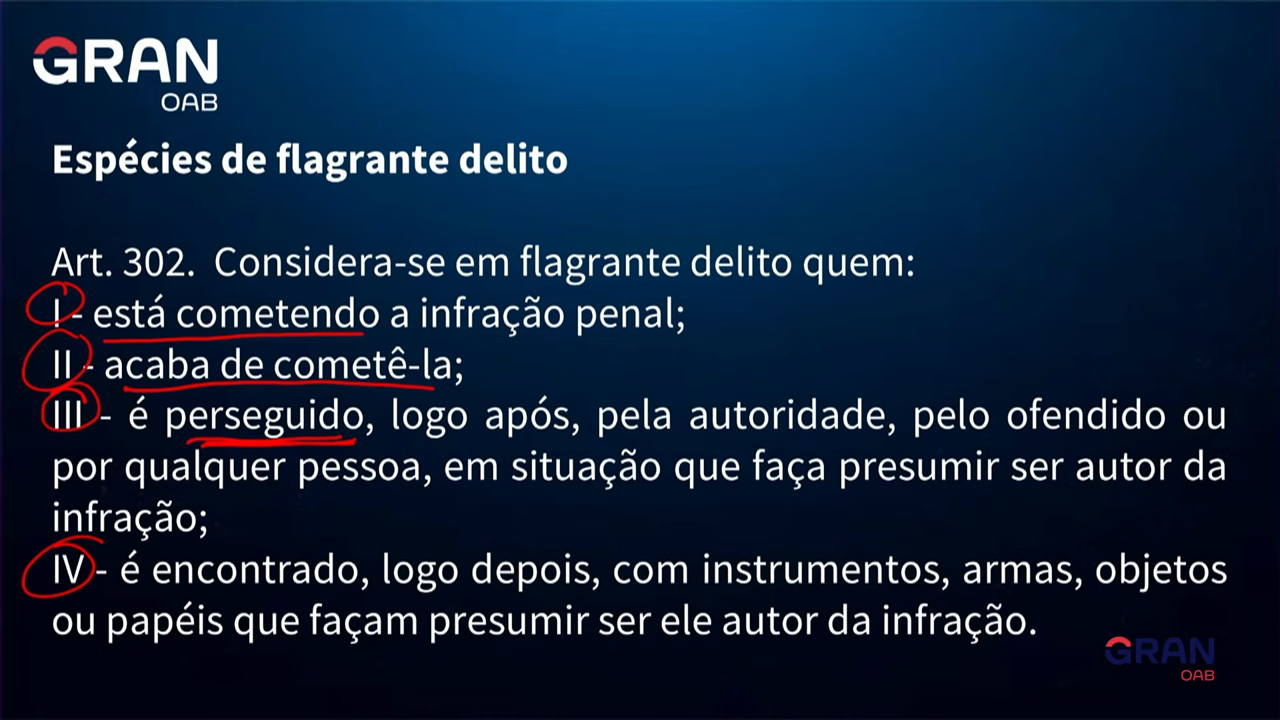 GRAN
OAB
Espécies de flagrante delito
Art. 302. Considera-se em flagrante delito quem:
I - está cometendo a infração penal;
II - acaba de cometê-la;
III - é perseguido, logo após, pela autoridade, pelo ofendido ou
por qualquer pessoa, em situação que faça presumir ser autor da
infração;
IV - é encontrado, logo depois, com instrumentos, armas, objetos
ou papéis que façam presumir ser ele autor da infração.
GRAN
OAB